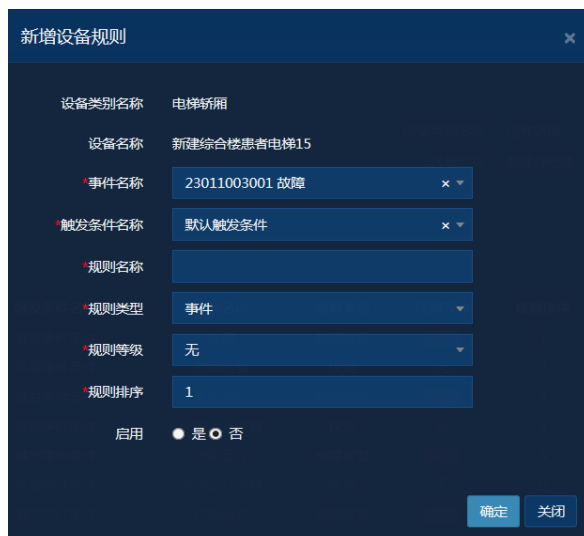 新增设备规则 ×
设备类别名称 电梯轿厢
设备名称 新建综合楼患者电梯15
*事件名称 23011003001 故障 ×
*触发条件名称 默认触发条件 ×
*规则名称
*规则类型 事件
*规则等级 无
*规则排序 1
启用 是 否
确定 关闭